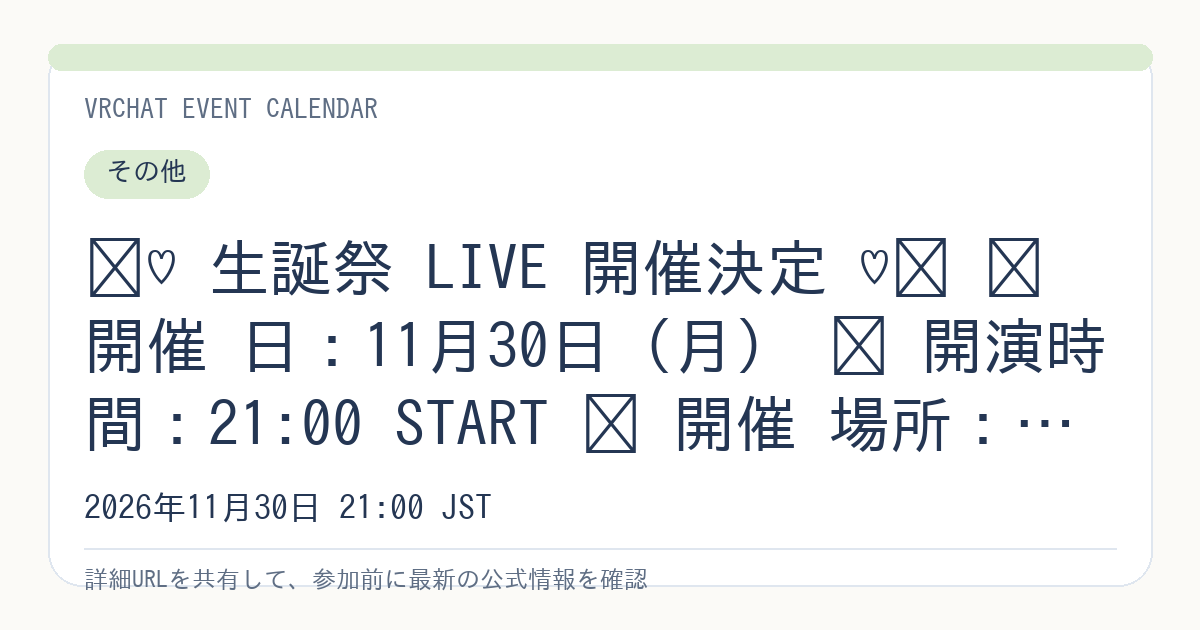 VRCHAT EVENT CALENDAR
その他
♡ 生誕祭 LIVE 開催決定 ♡
開催 日：11月30日（月） 開演時
間：21:00 START 開催 場所：…
2026年11月30日 21:00 JST
詳細URLを共有して、参加前に最新の公式情報を確認